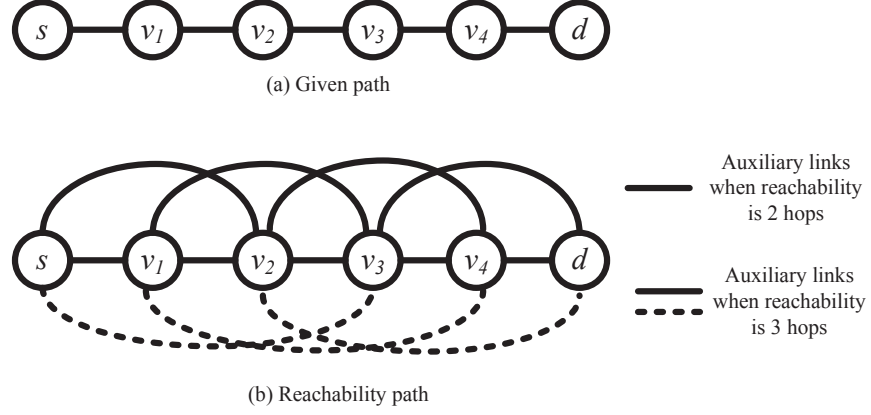 s v1 v2 v3 v4 d
(a) Given path
Auxiliary links
when reachability
is 2 hops
s v1 v2 v3 v4 d
Auxiliary links
when reachability
is 3 hops
(b) Reachability path